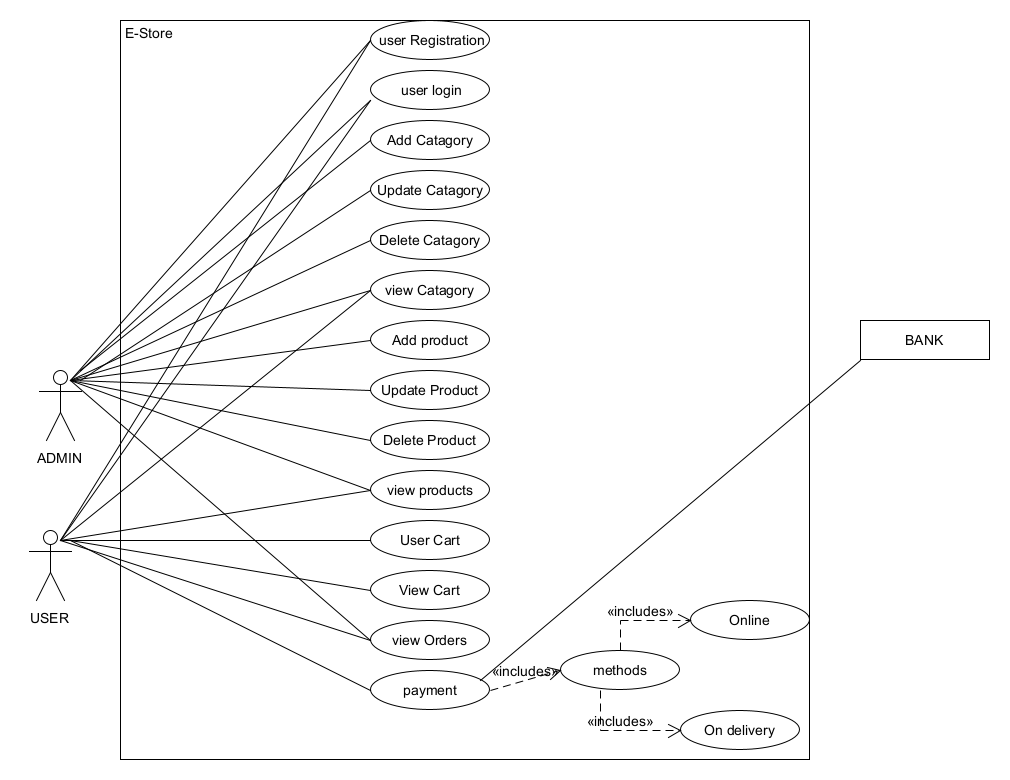 E-Store
user Registration
user login
Add Catagory
Update Catagory
Delete Catagory
view Catagory
Add product
BANK
Update Product
Delete Product
ADMIN
view products
User Cart
View Cart
«includes»
USER
Online
view Orders
«includes»
methods
payment
«includes»
On delivery